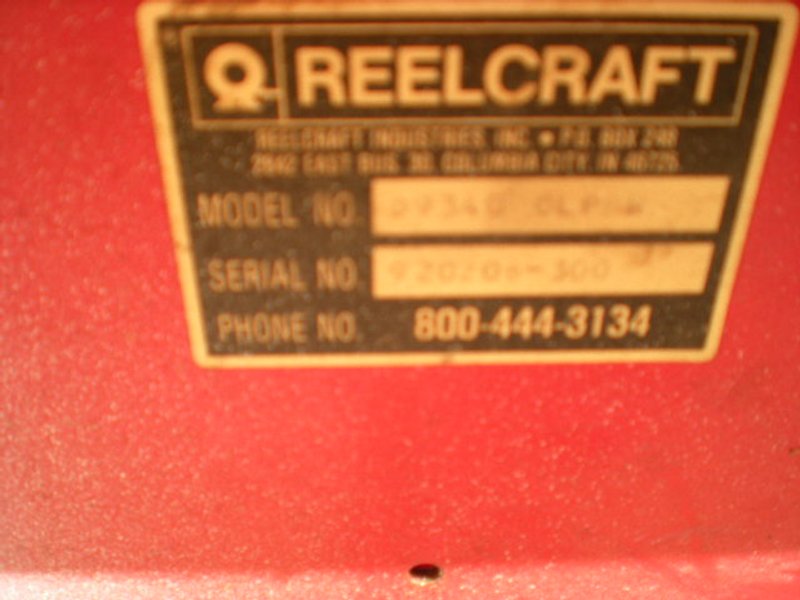 REELCRAFT
REELCRAFT INDUSTRIES, INC. • P.O. BOX 248
2842 EAST BUS. 30, COLUMBIA CITY, IN 46725
MODEL NO.
SERIAL NO.
PHONE NO. 800-444-3134